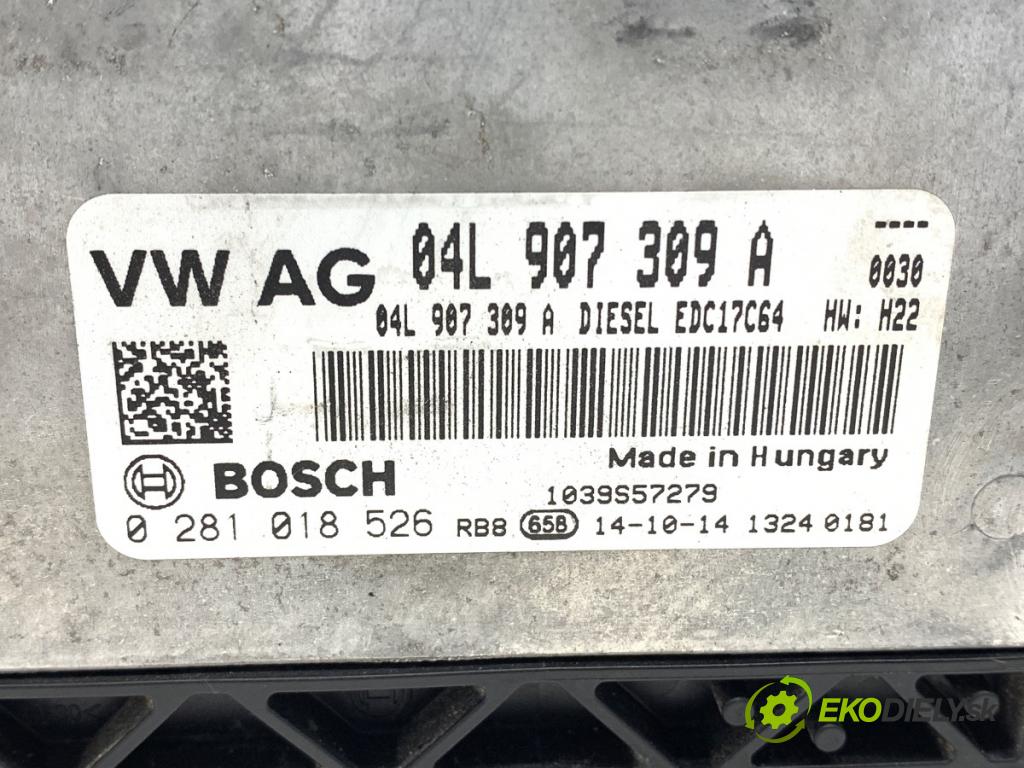 VW AG 04L 907 309 A ----
0030
04L 907 309 A DIESEL EDC17C64 HW: H22
Made in Hungary
BOSCH 1039S57279
0 281 018 526 RB8 65B 14-10-14 1324 0181
EKODIELY.sk